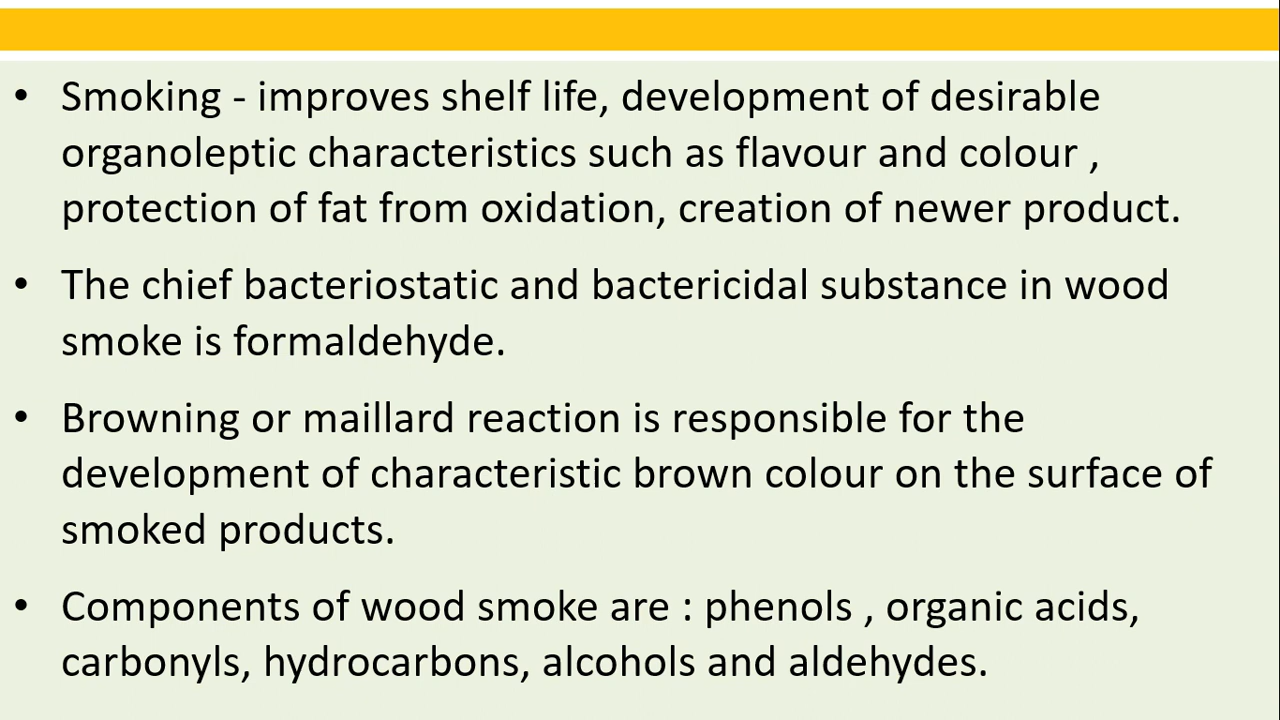 • Smoking - improves shelf life, development of desirable
organoleptic characteristics such as flavour and colour ,
protection of fat from oxidation, creation of newer product.
• The chief bacteriostatic and bactericidal substance in wood
smoke is formaldehyde.
• Browning or maillard reaction is responsible for the
development of characteristic brown colour on the surface of
smoked products.
• Components of wood smoke are : phenols , organic acids,
carbonyls, hydrocarbons, alcohols and aldehydes.